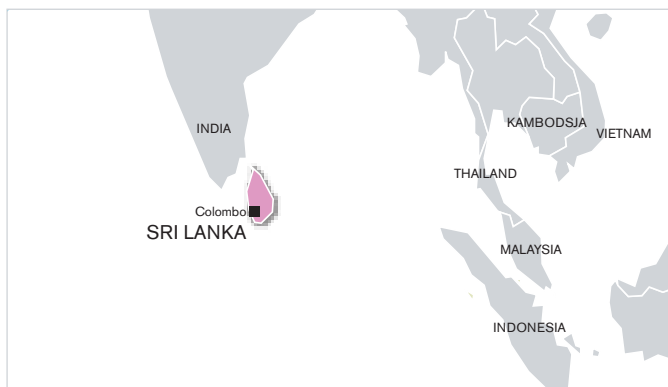 KAMBODSJA
INDIA
VIETNAM
THAILAND
Colombo
SRI LANKA
MALAYSIA
INDONESIA